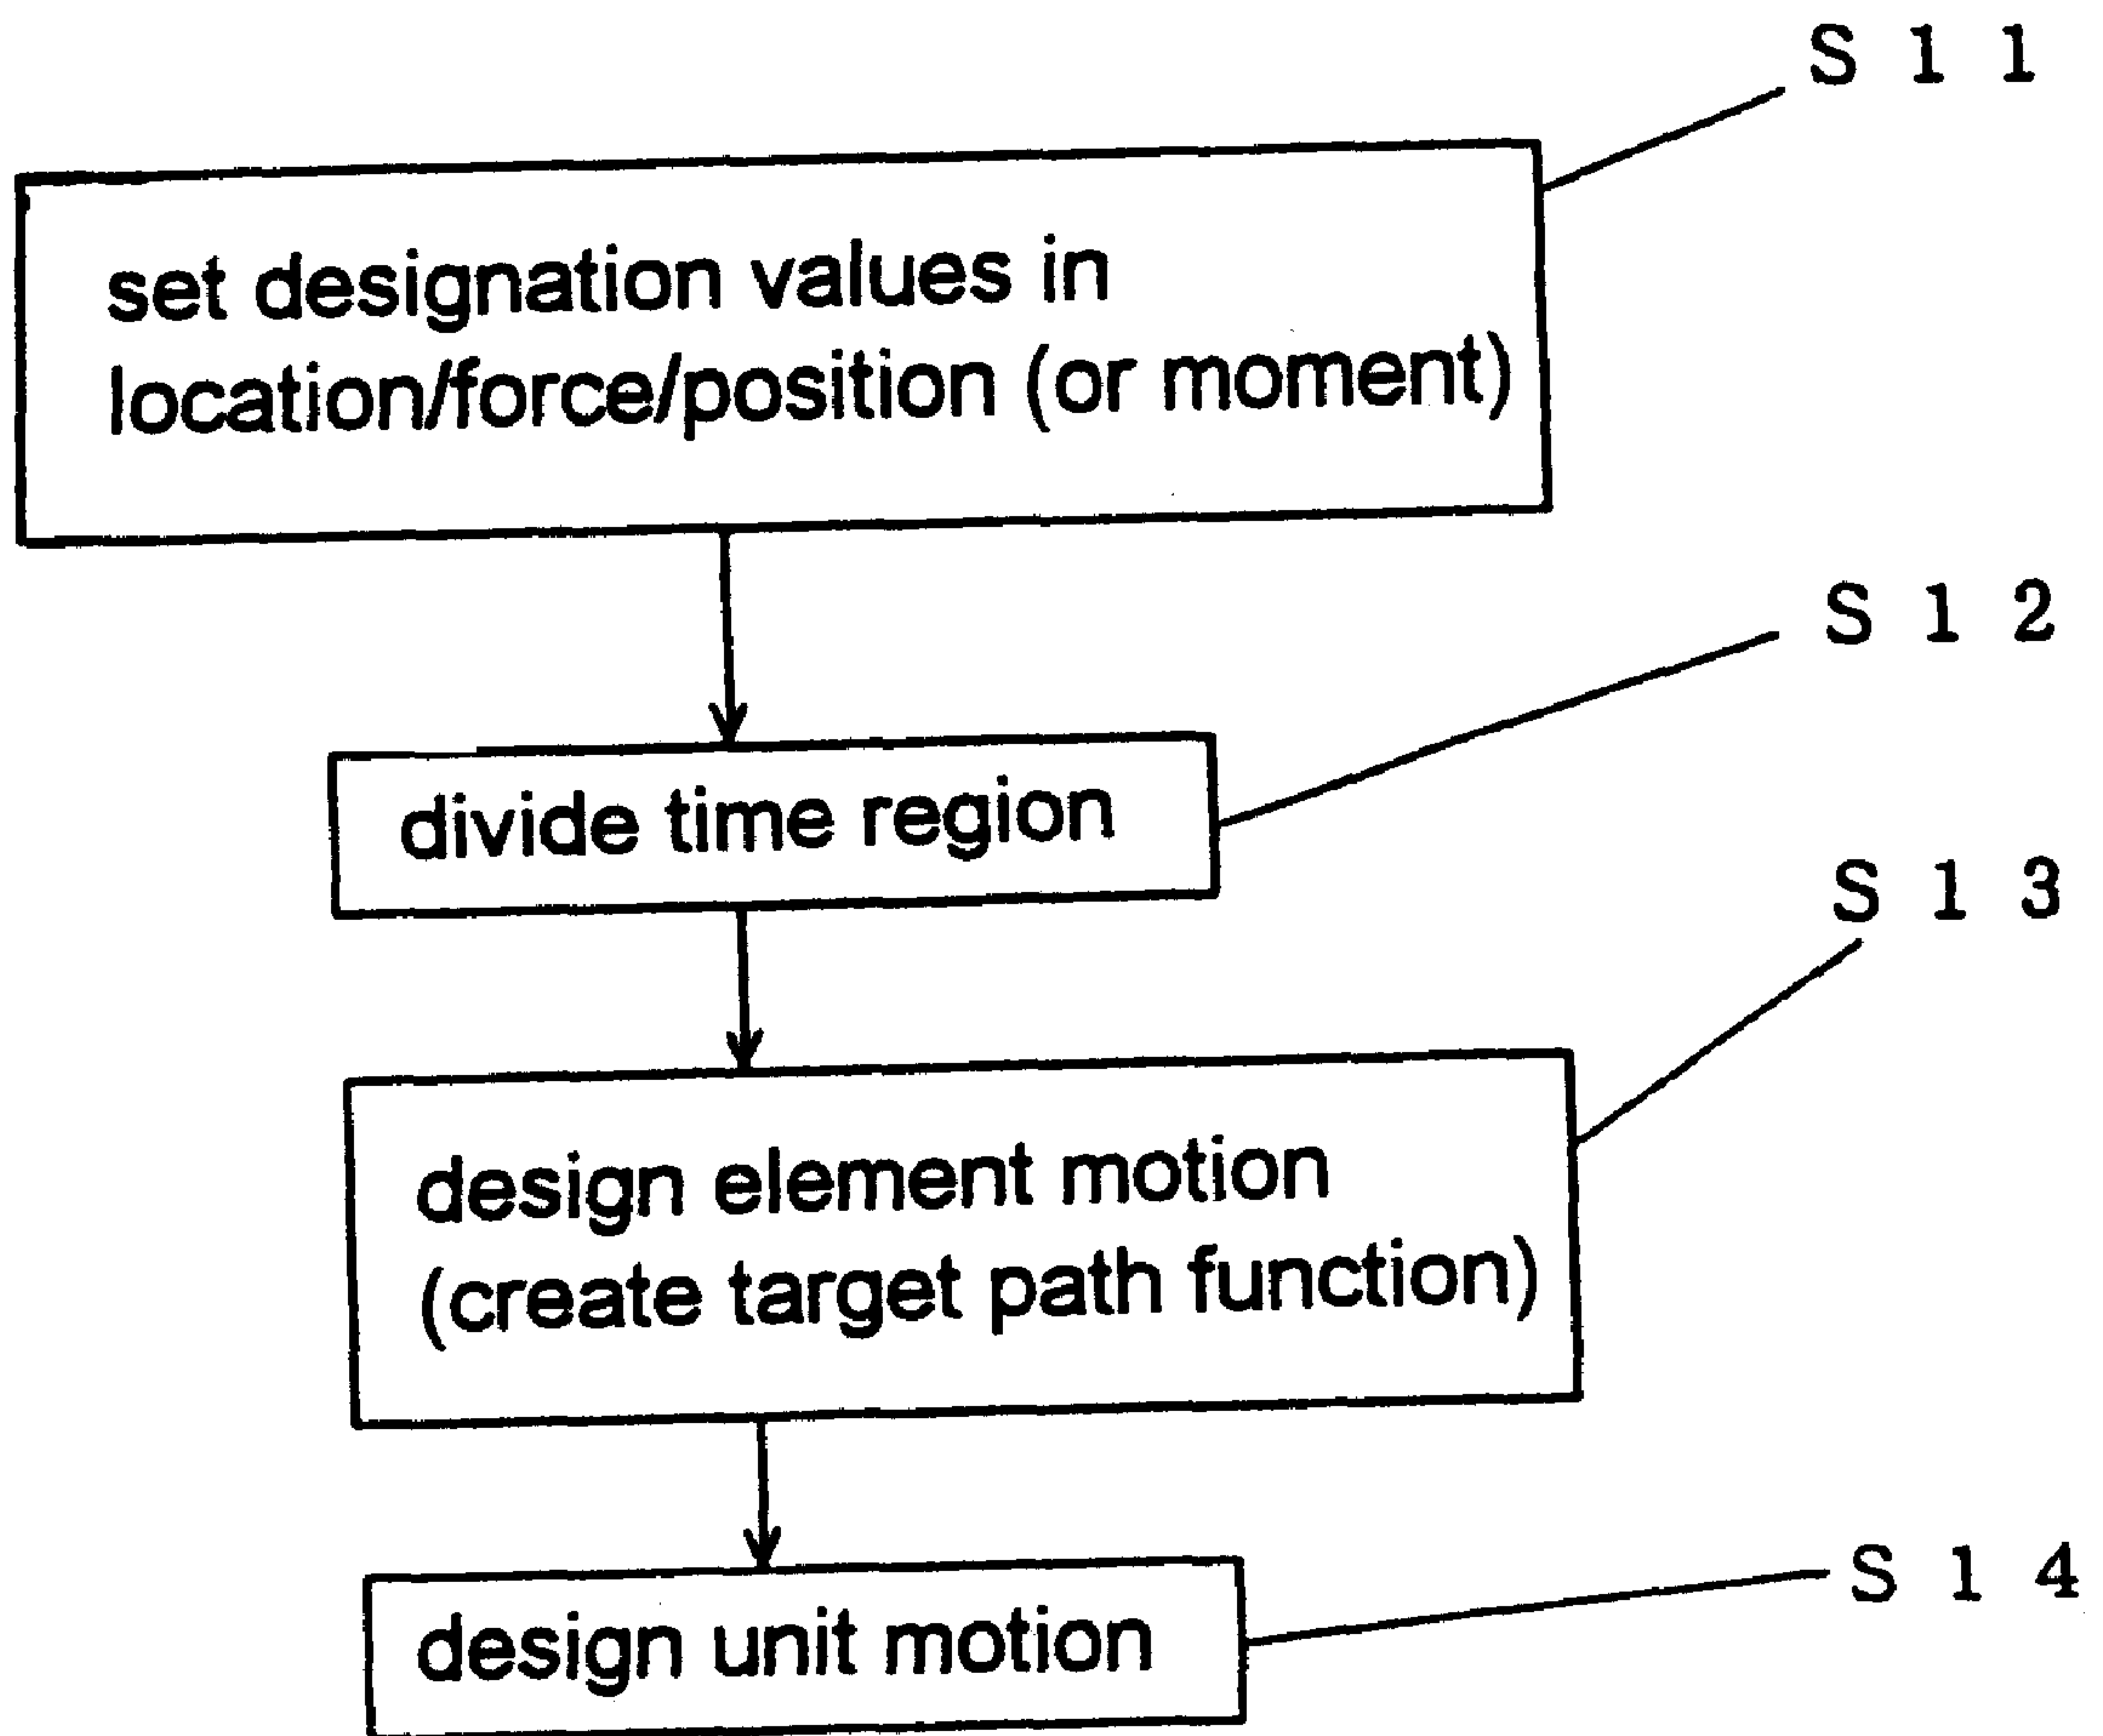 S 1 1
set designation values in
location/force/position (or moment)
S 1 2
divide time region
S 1 3
design element motion
(create target path function)
S 1 4
design unit motion